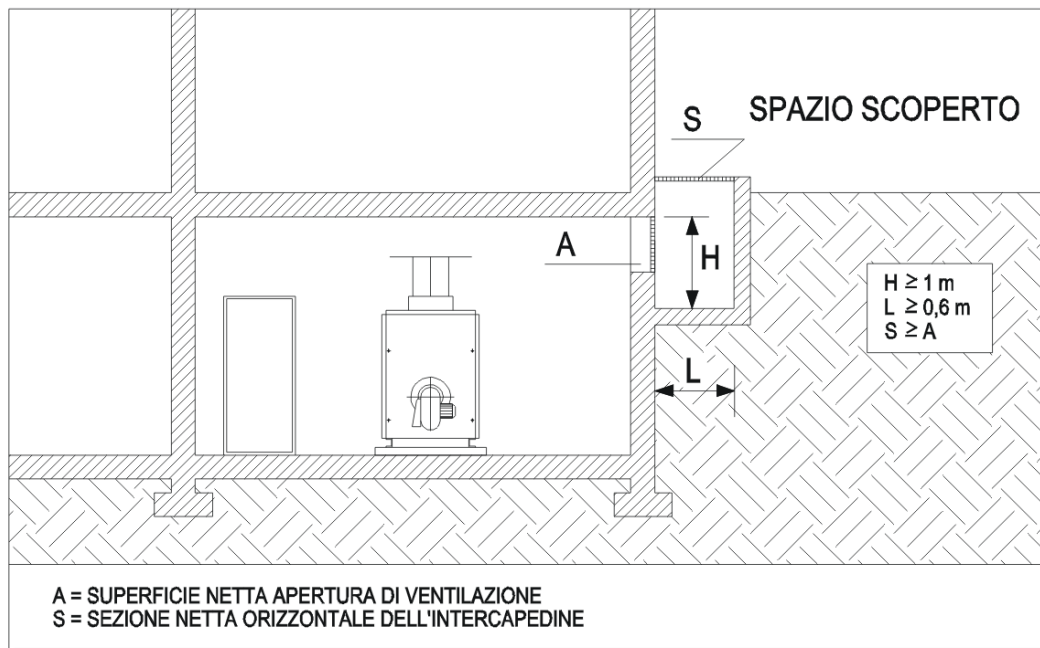 SPAZIO SCOPERTO
S
A
H
H ≥ 1 m
L ≥ 0,6 m
S ≥ A
L
A = SUPERFICIE NETTA APERTURA DI VENTILAZIONE
S = SEZIONE NETTA ORIZZONTALE DELL'INTERCAPEDINE